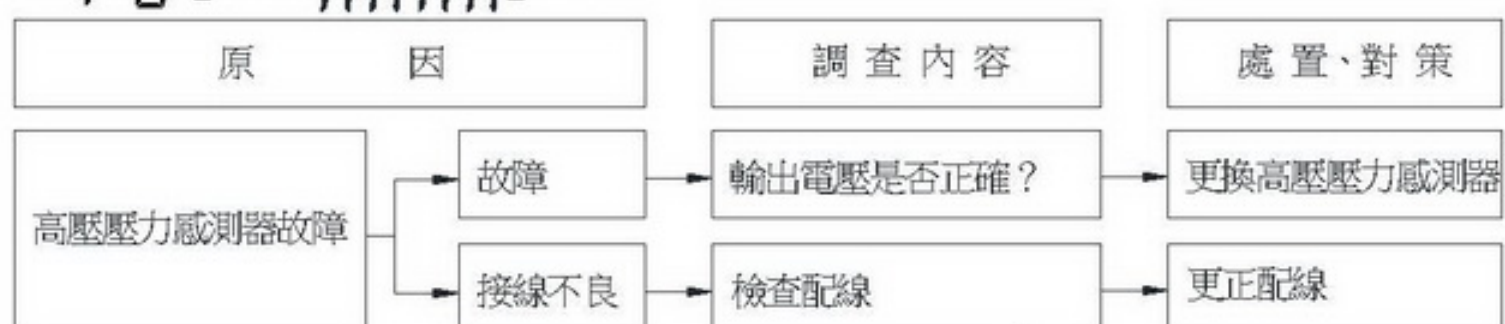 原因 調查內容 處置、對策
故障 輸出電壓是否正確？ 更換高壓壓力感測器
高壓壓力感測器故障
接線不良 檢查配線 更正配線